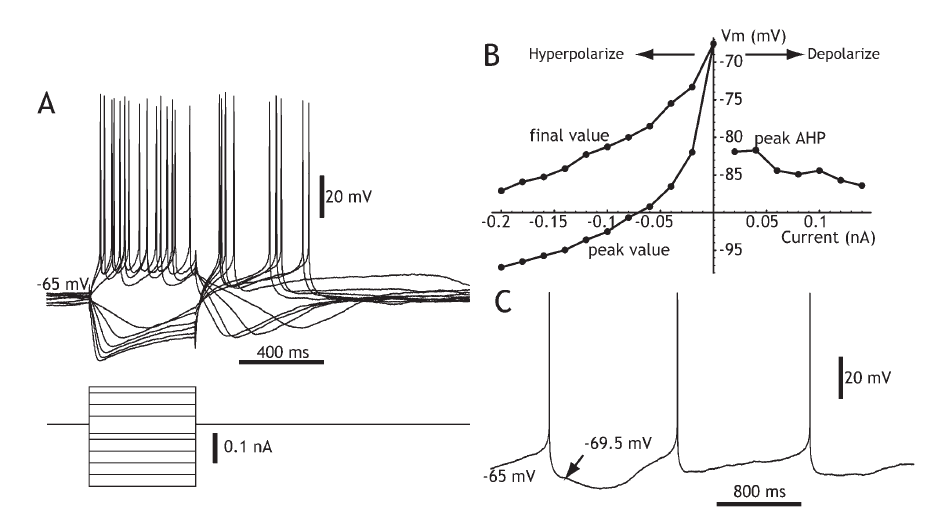 A
20 mV
-65 mV
400 ms
0.1 nA
B
Vm (mV)
Hyperpolarize
Depolarize
-70
-75
-80
-85
-95
final value
peak AHP
peak value
-0.2
-0.15
-0.1
-0.05
0.05
0.1
Current (nA)
C
20 mV
-69.5 mV
-65 mV
800 ms